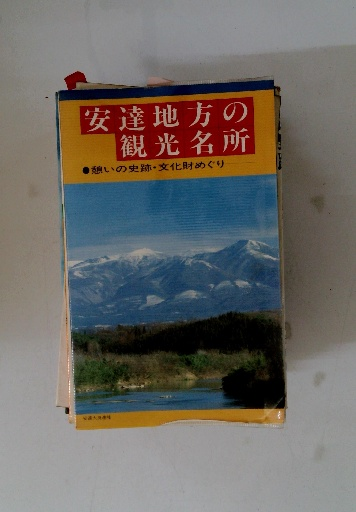 安達地方の
観光名所
●憩いの史跡・文化財めぐり